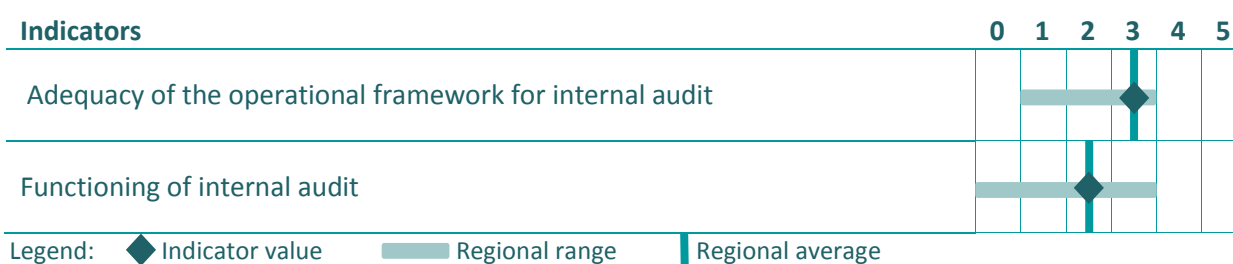 Indicators 0 1 2 3 4 5
Adequacy of the operational framework for internal audit
Functioning of internal audit
Legend: Indicator value Regional range Regional average